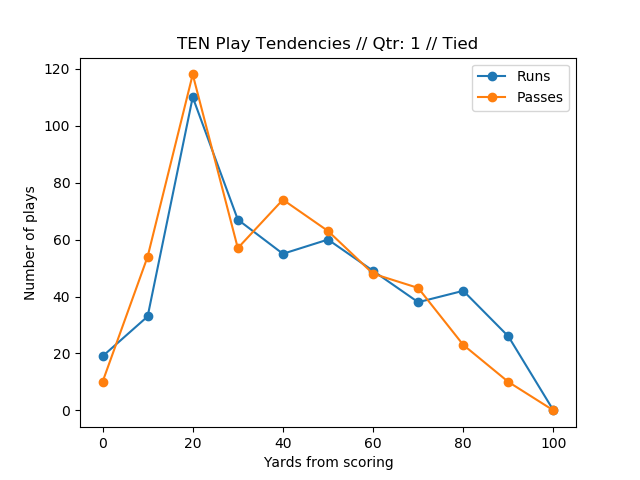 TEN Play Tendencies // Qtr: 1 // Tied
Runs
Passes
120
100
80
60
40
20
0
Number of plays
0 20 40 60 80 100
Yards from scoring